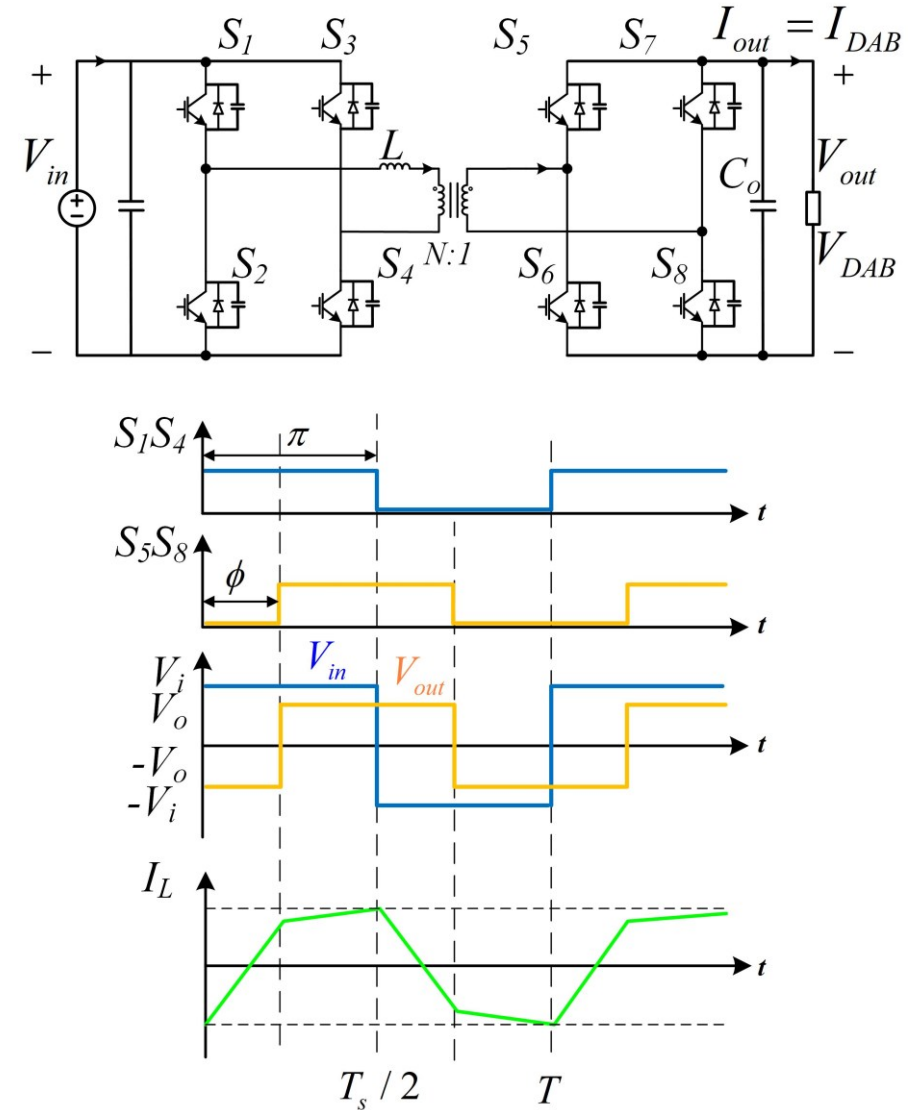 S1 S3 S5 S7 Iout = IDAB
+ +
Vin L Co Vout
N:1
S2 S4 S6 S8 VDAB
− −
S1S4 π t
S5S8 ϕ t
Vi Vin Vout
Vo
t
-Vo
-Vi
IL
t
Ts / 2 T